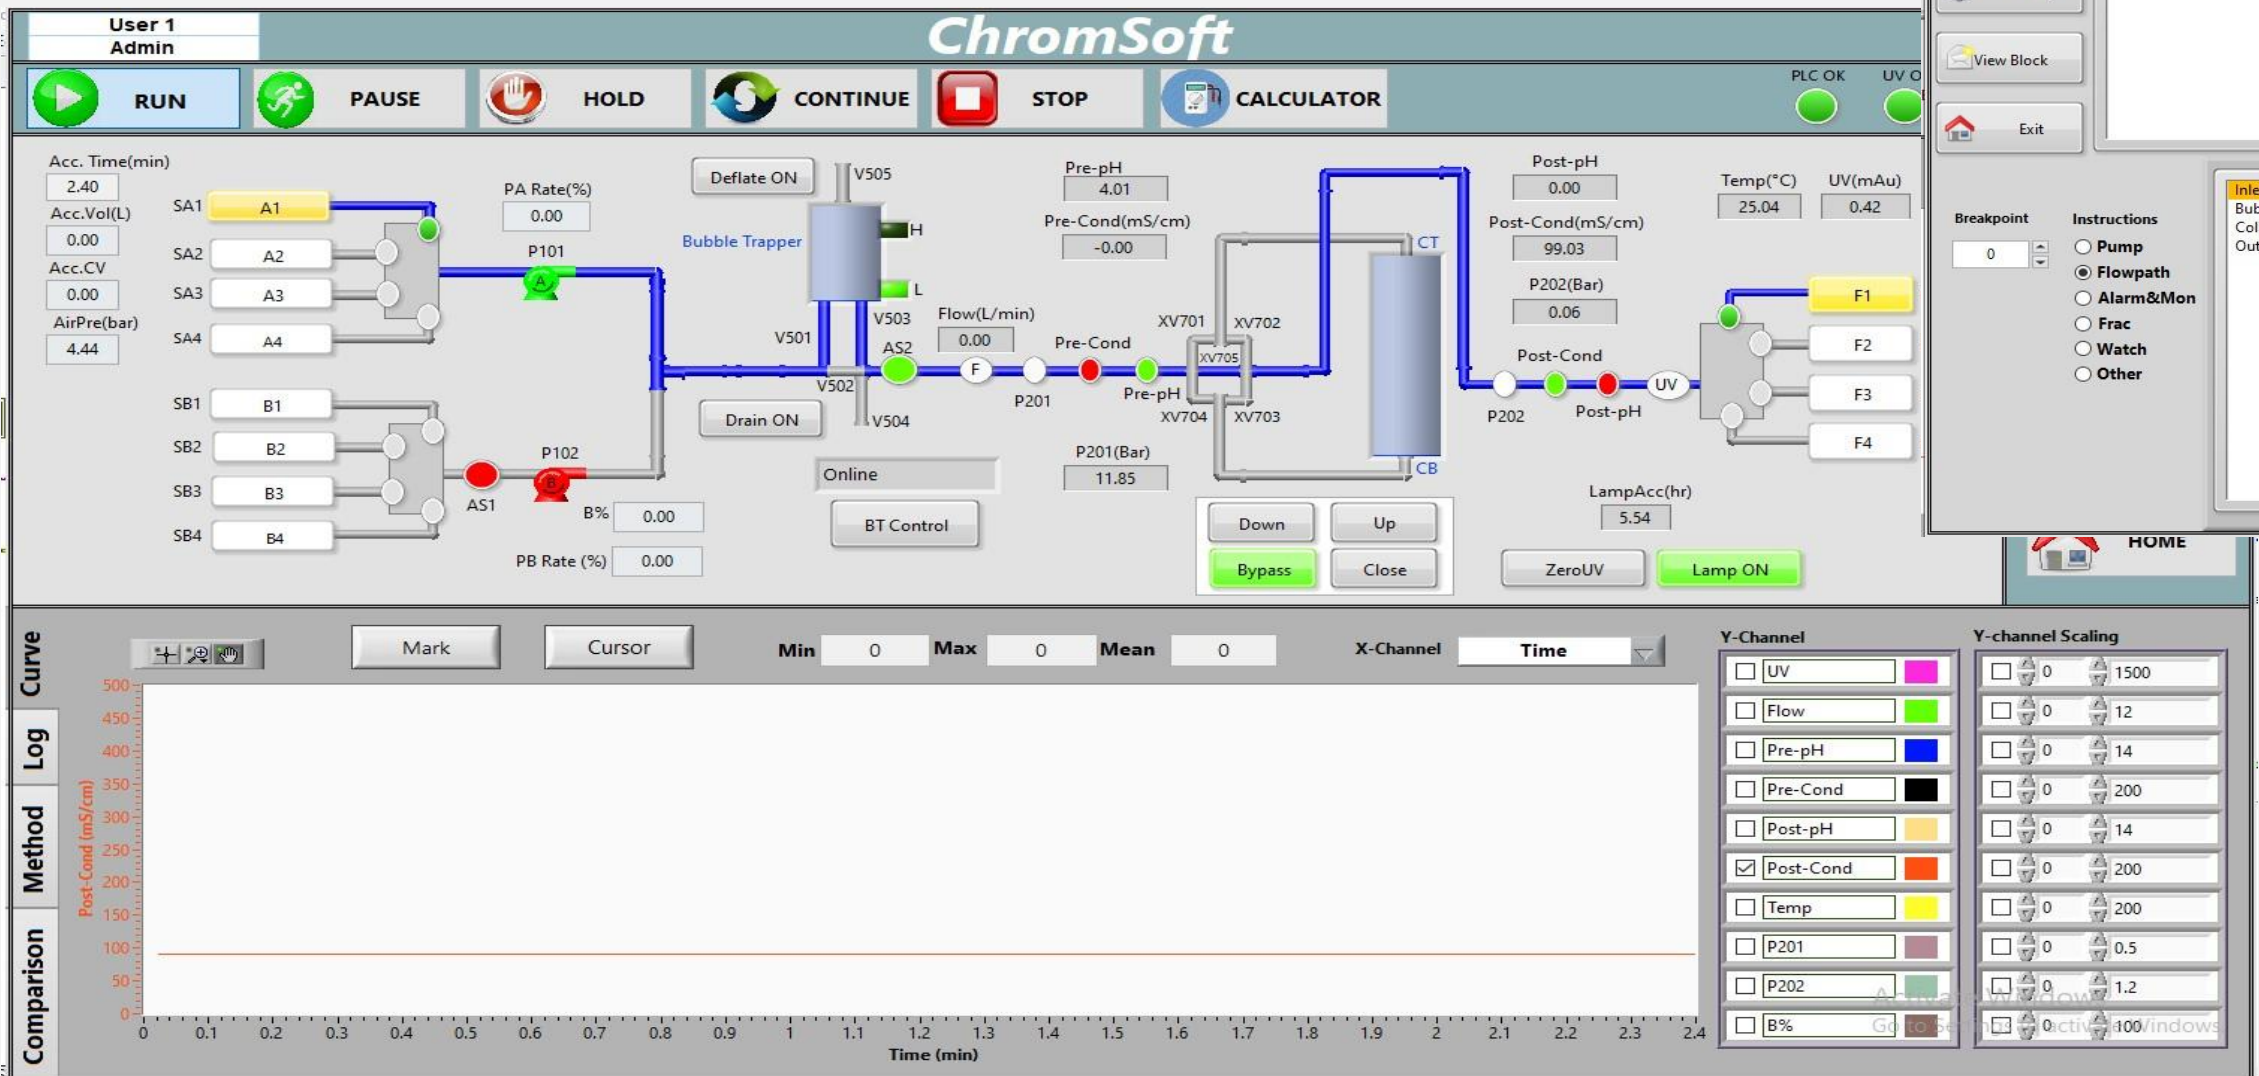 User 1
Admin
ChromSoft
RUN
PAUSE
HOLD
CONTINUE
STOP
CALCULATOR
PLC OK
UV O
View Block
Exit
Acc. Time(min)
2.40
Acc.Vol(L)
0.00
Acc.CV
0.00
AirPre(bar)
4.44
SA1 A1
SA2 A2
SA3 A3
SA4 A4
SB1 B1
SB2 B2
SB3 B3
SB4 B4
PA Rate(%)
0.00
P101
A
AS1
P102
B
B% 0.00
PB Rate (%) 0.00
Deflate ON
V505
Bubble Trapper
H
L
V501
V503
AS2
V502
V504
Drain ON
Online
BT Control
Flow(L/min)
0.00
F
P201
Pre-pH
4.01
Pre-Cond(mS/cm)
-0.00
Pre-Cond
Pre-pH
P201(Bar)
11.85
XV701 XV702
XV705
XV704 XV703
CT
CB
Down Up
Bypass Close
Post-pH
0.00
Post-Cond(mS/cm)
99.03
P202(Bar)
0.06
Post-Cond
P202
Post-pH
UV
Temp(°C) UV(mAu)
25.04 0.42
F1
F2
F3
F4
LampAcc(hr)
5.54
ZeroUV Lamp ON
Breakpoint
0
Instructions
Pump
Flowpath
Alarm&Mon
Frac
Watch
Other
Inle
Bub
Col
Out
HOME
Curve
Log
Method
Comparison
Mark
Cursor
Min 0 Max 0 Mean 0
X-Channel Time
Post-Cond (mS/cm)
500
450
400
350
300
250
200
150
100
50
0
0 0.1 0.2 0.3 0.4 0.5 0.6 0.7 0.8 0.9 1 1.1 1.2 1.3 1.4 1.5 1.6 1.7 1.8 1.9 2 2.1 2.2 2.3 2.4
Time (min)
Y-Channel Y-channel Scaling
UV 0 1500
Flow 0 12
Pre-pH 0 14
Pre-Cond 0 200
Post-pH 0 14
Post-Cond 0 200
Temp 0 200
P201 0 0.5
P202 0 1.2
B% 0 100
Activate Windows
Go to Settings to activate Windows